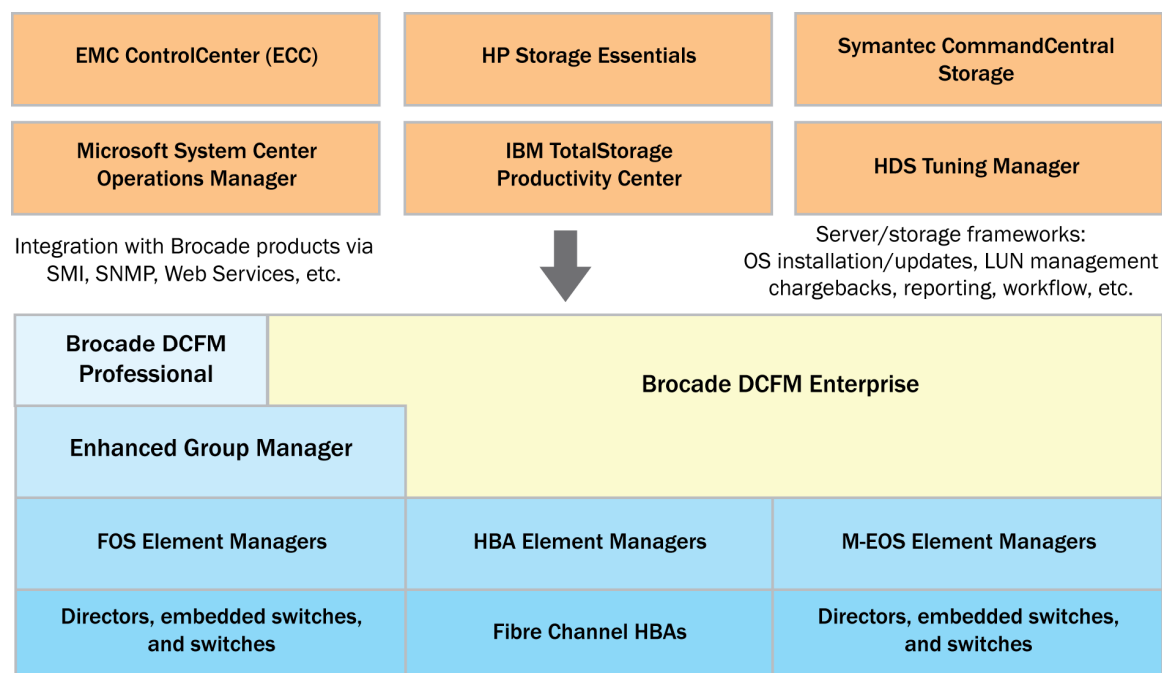 EMC ControlCenter (ECC)
HP Storage Essentials
Symantec CommandCentral
Storage
Microsoft System Center
Operations Manager
IBM TotalStorage
Productivity Center
HDS Tuning Manager
Integration with Brocade products via
SMI, SNMP, Web Services, etc.
Server/storage frameworks:
OS installation/updates, LUN management
chargebacks, reporting, workflow, etc.
Brocade DCFM
Professional
Brocade DCFM Enterprise
Enhanced Group Manager
FOS Element Managers
HBA Element Managers
M-EOS Element Managers
Directors, embedded switches,
and switches
Fibre Channel HBAs
Directors, embedded switches,
and switches